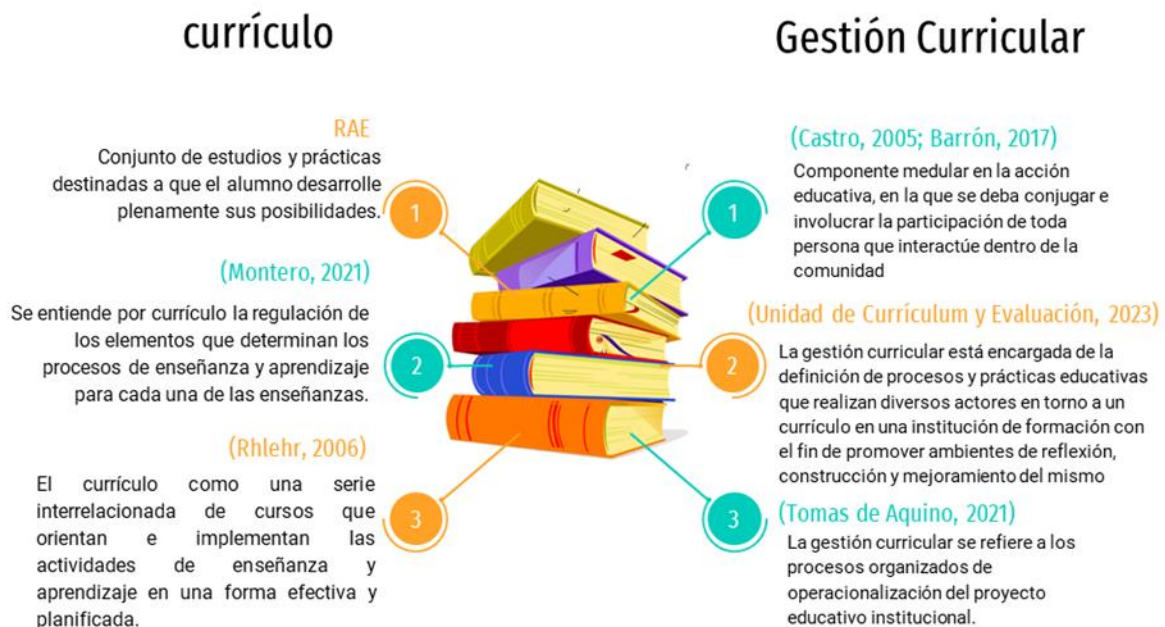 currículo
RAE
Conjunto de estudios y prácticas
destinadas a que el alumno desarrolle
plenamente sus posibilidades.
1
(Montero, 2021)
Se entiende por currículo la regulación de
los elementos que determinan los
procesos de enseñanza y aprendizaje
para cada una de las enseñanzas.
2
(Rhlehr, 2006)
El currículo como una serie
interrelacionada de cursos que
orientan e implementan las
actividades de enseñanza y
aprendizaje en una forma efectiva y
planificada.
3
Gestión Curricular
(Castro, 2005; Barrón, 2017)
1
Componente medular en la acción
educativa, en la que se deba conjugar e
involucrar la participación de toda
persona que interactúe dentro de la
comunidad
(Unidad de Currículum y Evaluación, 2023)
2
La gestión curricular está encargada de la
definición de procesos y prácticas educativas
que realizan diversos actores en torno a un
currículo en una institución de formación con
el fin de promover ambientes de reflexión,
construcción y mejoramiento del mismo
(Tomas de Aquino, 2021)
3
La gestión curricular se refiere a los
procesos organizados de
operacionalización del proyecto
educativo institucional.